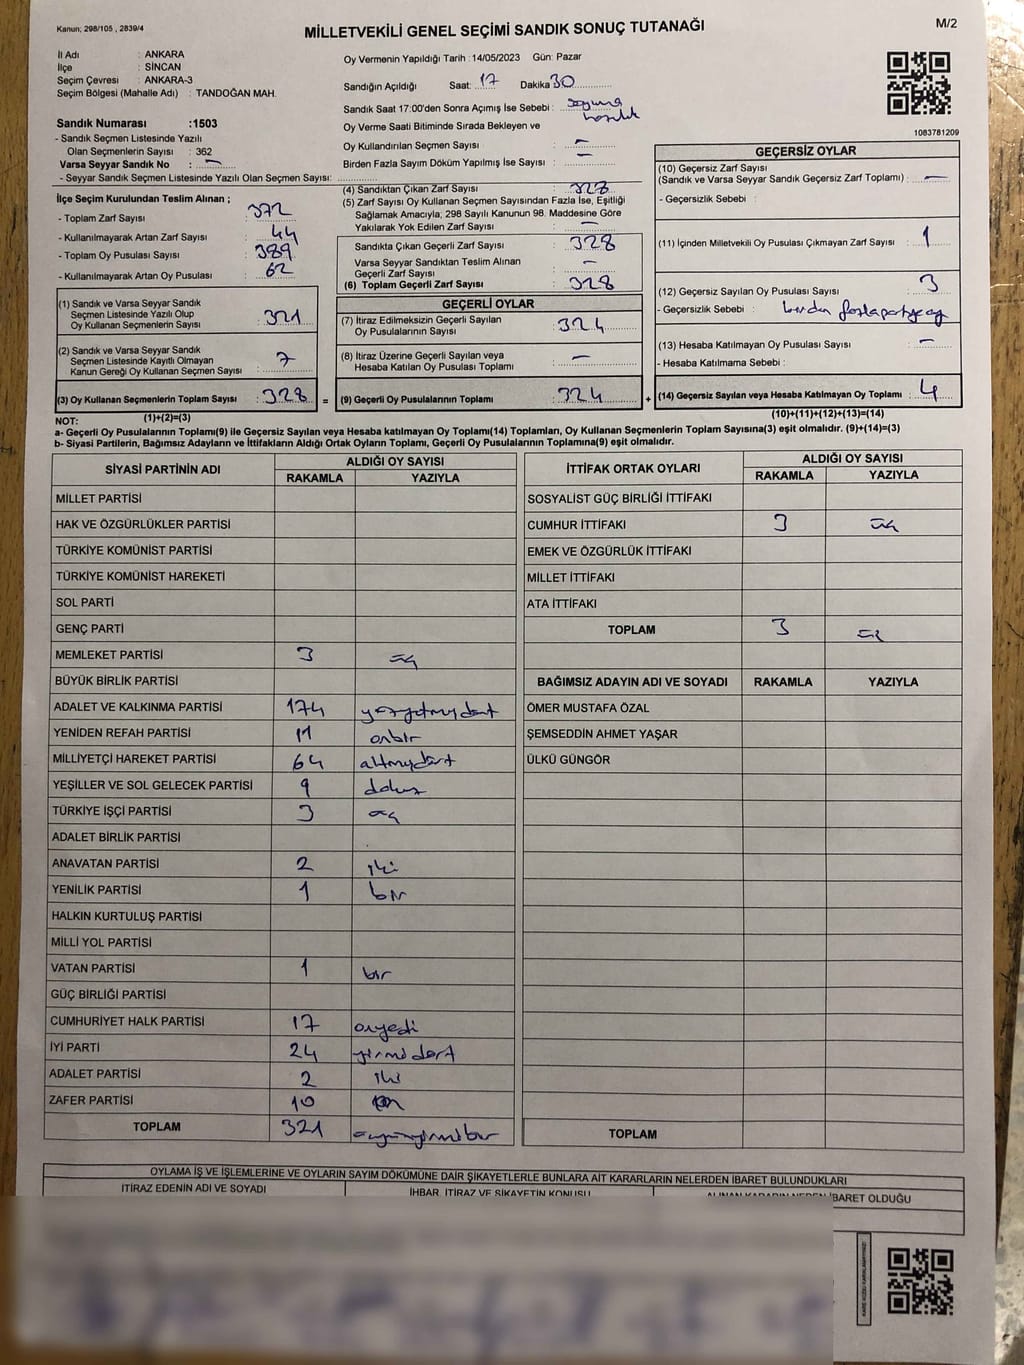 Kanun; 298/105 , 2839/4
MİLLETVEKİLİ GENEL SEÇİMİ SANDIK SONUÇ TUTANAĞI
M/2
İl Adı : ANKARA
İlçe : SİNCAN
Seçim Çevresi : ANKARA-3
Seçim Bölgesi (Mahalle Adı) : TANDOĞAN MAH.
Sandık Numarası :1503
- Sandık Seçmen Listesinde Yazılı
Olan Seçmenlerin Sayısı : 362
Varsa Seyyar Sandık No : -
- Seyyar Sandık Seçmen Listesinde Yazılı Olan Seçmen Sayısı:
Oy Vermenin Yapıldığı Tarih :14/05/2023 Gün: Pazar
Sandığın Açıldığı Saat: 17 Dakika 30
Sandık Saat 17:00'den Sonra Açımış İse Sebebi : sayıma
hazırlık
Oy Verme Saati Bitiminde Sırada Bekleyen ve
Oy Kullandırılan Seçmen Sayısı : -
Birden Fazla Sayım Döküm Yapılmış İse Sayısı : -
1083781209
İlçe Seçim Kurulundan Teslim Alınan ;
- Toplam Zarf Sayısı : 372
- Kullanılmayarak Artan Zarf Sayısı : 44
- Toplam Oy Pusulası Sayısı : 389
- Kullanılmayarak Artan Oy Pusulası : 62
(1) Sandık ve Varsa Seyyar Sandık
Seçmen Listesinde Yazılı Olup
Oy Kullanan Seçmenlerin Sayısı : 321
(2) Sandık ve Varsa Seyyar Sandık
Seçmen Listesinde Kayıtlı Olmayan
Kanun Gereği Oy Kullanan Seçmen Sayısı : 7
(3) Oy Kullanan Seçmenlerin Toplam Sayısı : 328 =
(1)+(2)=(3)
(4) Sandıktan Çıkan Zarf Sayısı : 328
(5) Zarf Sayısı Oy Kullanan Seçmen Sayısından Fazla İse, Eşitliği
Sağlamak Amacıyla; 298 Sayılı Kanunun 98. Maddesine Göre
Yakılarak Yok Edilen Zarf Sayısı : -
Sandıkta Çıkan Geçerli Zarf Sayısı : 328
Varsa Seyyar Sandıktan Teslim Alınan
Geçerli Zarf Sayısı : -
(6) Toplam Geçerli Zarf Sayısı : 328
GEÇERLİ OYLAR
(7) İtiraz Edilmeksizin Geçerli Sayılan
Oy Pusulalarının Sayısı : 324
(8) İtiraz Üzerine Geçerli Sayılan veya
Hesaba Katılan Oy Pusulası Toplamı : -
(9) Geçerli Oy Pusulalarının Toplamı : 324 +
GEÇERSİZ OYLAR
(10) Geçersiz Zarf Sayısı
(Sandık ve Varsa Seyyar Sandık Geçersiz Zarf Toplamı) : -
- Geçersizlik Sebebi :
(11) İçinden Milletvekili Oy Pusulası Çıkmayan Zarf Sayısı : 1
(12) Geçersiz Sayılan Oy Pusulası Sayısı : 3
- Geçersizlik Sebebi : birden fazla partiye oy
(13) Hesaba Katılmayan Oy Pusulası Sayısı : -
- Hesaba Katılmama Sebebi :
(14) Geçersiz Sayılan veya Hesaba Katılmayan Oy Toplamı : 4
(10)+(11)+(12)+(13)=(14)
NOT:
a- Geçerli Oy Pusulalarının Toplamı(9) ile Geçersiz Sayılan veya Hesaba katılmayan Oy Toplamı(14) Toplamları, Oy Kullanan Seçmenlerin Toplam Sayısına(3) eşit olmalıdır. (9)+(14)=(3)
b- Siyasi Partilerin, Bağımsız Adayların ve İttifakların Aldığı Ortak Oyların Toplamı, Geçerli Oy Pusulalarının Toplamına(9) eşit olmalıdır.
SİYASİ PARTİNİN ADI ALDIĞI OY SAYISI
RAKAMLA YAZIYLA
MİLLET PARTİSİ
HAK VE ÖZGÜRLÜKLER PARTİSİ
TÜRKİYE KOMÜNİST PARTİSİ
TÜRKİYE KOMÜNİST HAREKETİ
SOL PARTİ
GENÇ PARTİ
MEMLEKET PARTİSİ 3 üç
BÜYÜK BİRLİK PARTİSİ
ADALET VE KALKINMA PARTİSİ 174 yüzyetmişdört
YENİDEN REFAH PARTİSİ 11 onbir
MİLLİYETÇİ HAREKET PARTİSİ 64 altmışdört
YEŞİLLER VE SOL GELECEK PARTİSİ 9 dokuz
TÜRKİYE İŞÇİ PARTİSİ 3 üç
ADALET BİRLİK PARTİSİ
ANAVATAN PARTİSİ 2 iki
YENİLİK PARTİSİ 1 bir
HALKIN KURTULUŞ PARTİSİ
MİLLİ YOL PARTİSİ
VATAN PARTİSİ 1 bir
GÜÇ BİRLİĞİ PARTİSİ
CUMHURİYET HALK PARTİSİ 17 onyedi
İYİ PARTİ 24 yirmidört
ADALET PARTİSİ 2 iki
ZAFER PARTİSİ 10 on
TOPLAM 321 üçyüzyirmibir
İTTİFAK ORTAK OYLARI ALDIĞI OY SAYISI
RAKAMLA YAZIYLA
SOSYALİST GÜÇ BİRLİĞİ İTTİFAKI
CUMHUR İTTİFAKI 3 üç
EMEK VE ÖZGÜRLÜK İTTİFAKI
MİLLET İTTİFAKI
ATA İTTİFAKI
TOPLAM 3 üç
BAĞIMSIZ ADAYIN ADI VE SOYADI RAKAMLA YAZIYLA
ÖMER MUSTAFA ÖZAL
ŞEMSEDDİN AHMET YAŞAR
ÜLKÜ GÜNGÖR
TOPLAM
OYLAMA İŞ VE İŞLEMLERİNE VE OYLARIN SAYIM DÖKÜMÜNE DAİR ŞİKAYETLERLE BUNLARA AİT KARARLARIN NELERDEN İBARET BULUNDUKLARI
İTİRAZ EDENİN ADI VE SOYADI İHBAR, İTİRAZ VE ŞİKAYETİN KONUSU ALINAN KARARIN NEDEN İBARET OLDUĞU